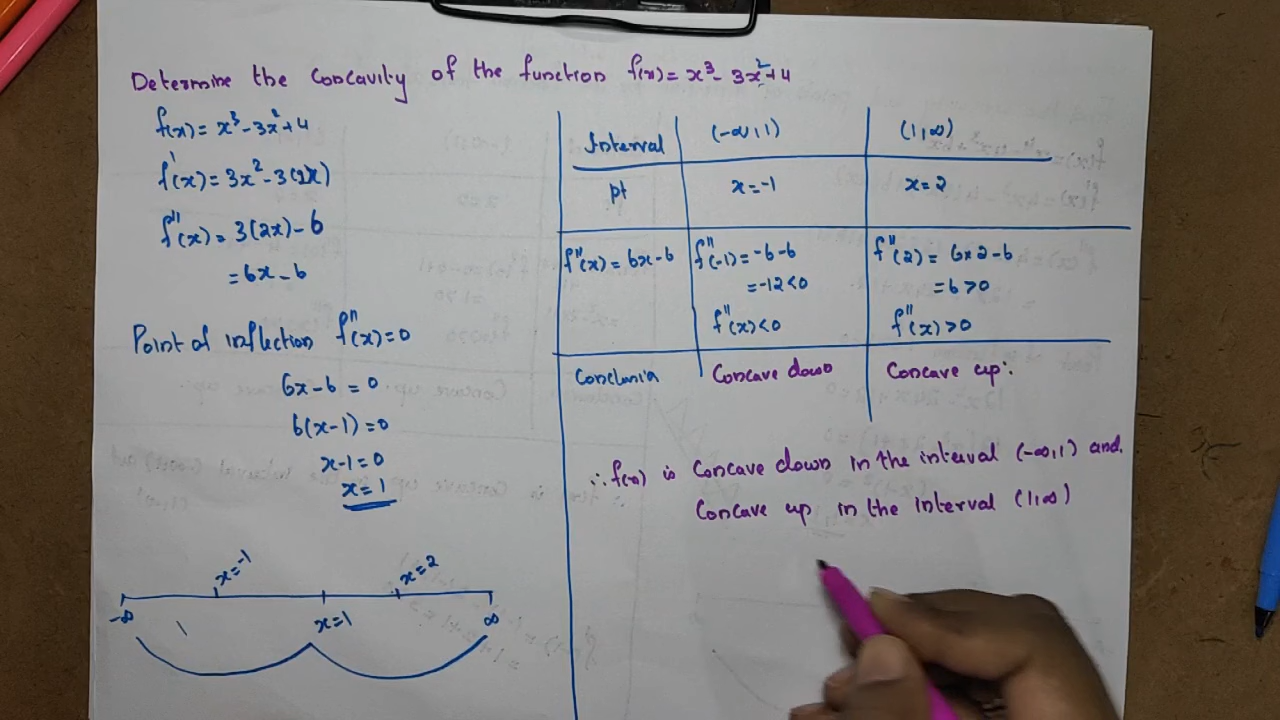 Determine the Concavity of the function f(x) = x³ - 3x² + 4
f(x) = x³ - 3x² + 4
f'(x) = 3x² - 3(2x)
f''(x) = 3(2x) - 6
= 6x - 6
Point of inflection f''(x) = 0
6x - 6 = 0
6(x - 1) = 0
x - 1 = 0
x = 1
x = -1 x = 2
-∞ x = 1 ∞
Interval (-∞, 1) (1, ∞)
pt x = -1 x = 2
f''(x) = 6x - 6 f''(-1) = -6 - 6 f''(2) = 6 x 2 - 6
= -12 < 0 = 6 > 0
f''(x) < 0 f''(x) > 0
Concave down Concave up
∴ f(x) is Concave down in the interval (-∞, 1) and
Concave up in the interval (1, ∞)